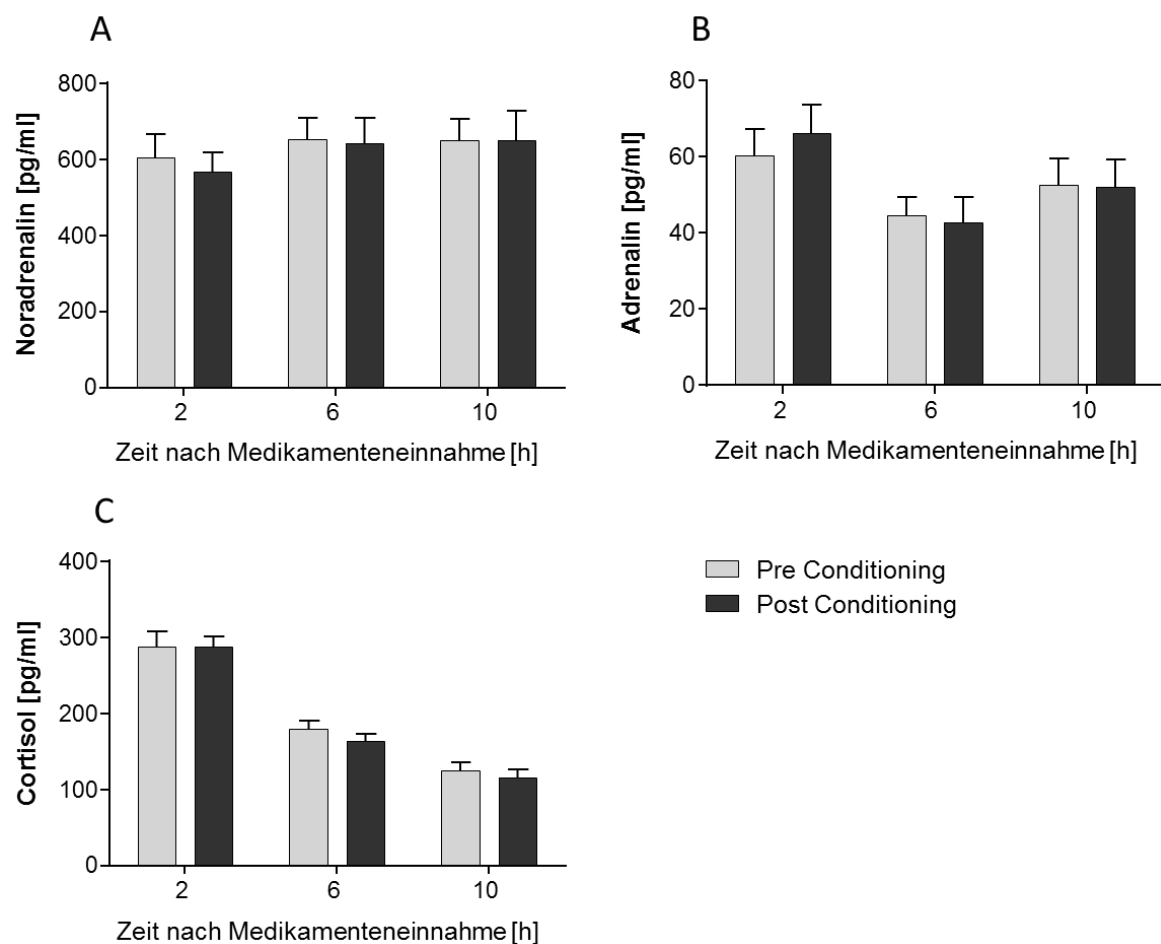 A
Noradrenalin [pg/ml]
800
600
400
200
0
2 6 10
Zeit nach Medikamenteneinnahme [h]
B
Adrenalin [pg/ml]
80
60
40
20
0
2 6 10
Zeit nach Medikamenteneinnahme [h]
C
Cortisol [pg/ml]
400
300
200
100
0
2 6 10
Zeit nach Medikamenteneinnahme [h]
Pre Conditioning
Post Conditioning